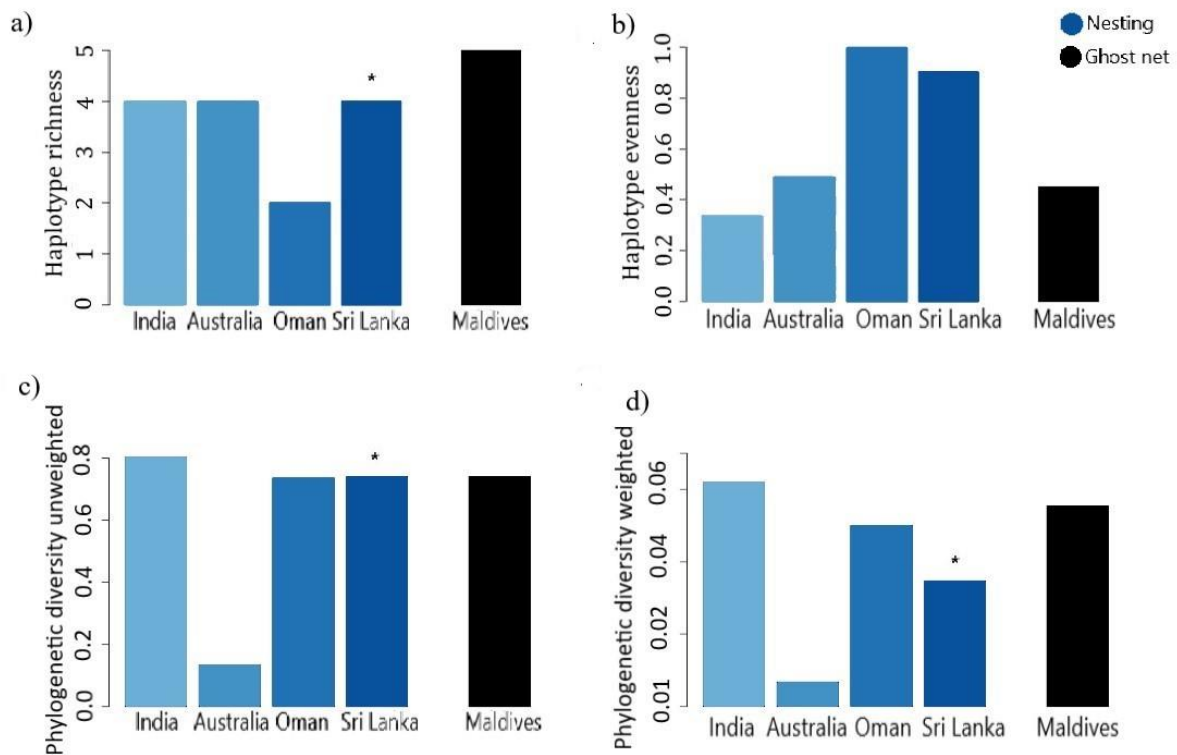 a)
Haplotype richness
5
4
3
2
1
0
*
India Australia Oman Sri Lanka Maldives
b)
Haplotype evenness
1.0
0.8
0.6
0.4
0.2
0.0
India Australia Oman Sri Lanka Maldives
Nesting
Ghost net
c)
Phylogenetic diversity unweighted
0.8
0.6
0.4
0.2
0.0
*
India Australia Oman Sri Lanka Maldives
d)
Phylogenetic diversity weighted
0.06
0.04
0.02
0.01
*
India Australia Oman Sri Lanka Maldives